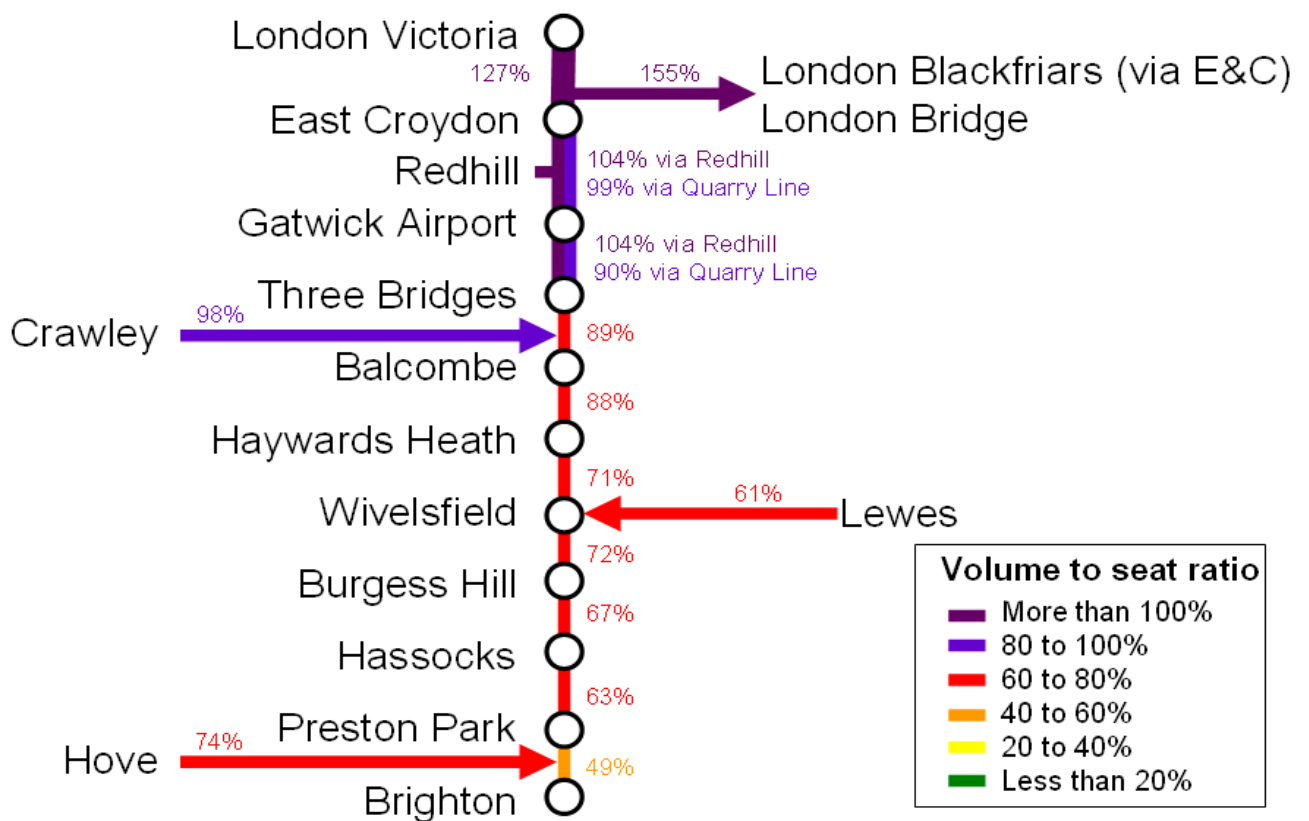 London Victoria
127%
155%
London Blackfriars (via E&C)
London Bridge
East Croydon
Redhill
104% via Redhill
99% via Quarry Line
Gatwick Airport
104% via Redhill
90% via Quarry Line
Three Bridges
Crawley
98%
89%
Balcombe
88%
Haywards Heath
71%
Wivelsfield
61%
Lewes
72%
Burgess Hill
67%
Hassocks
63%
Preston Park
Hove
74%
49%
Brighton
Volume to seat ratio
More than 100%
80 to 100%
60 to 80%
40 to 60%
20 to 40%
Less than 20%